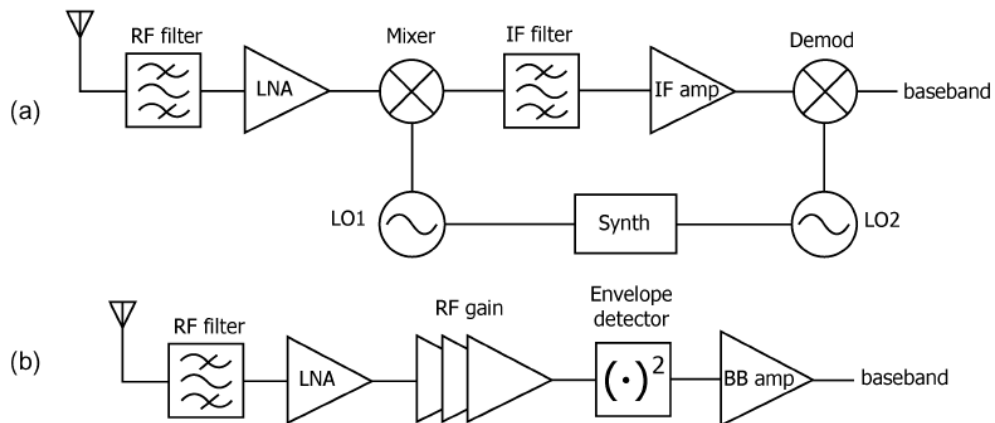 RF filter
Mixer
IF filter
Demod
(a)
LNA
IF amp
baseband
LO1
Synth
LO2
RF filter
RF gain
Envelope
detector
(b)
LNA
(·)²
BB amp
baseband